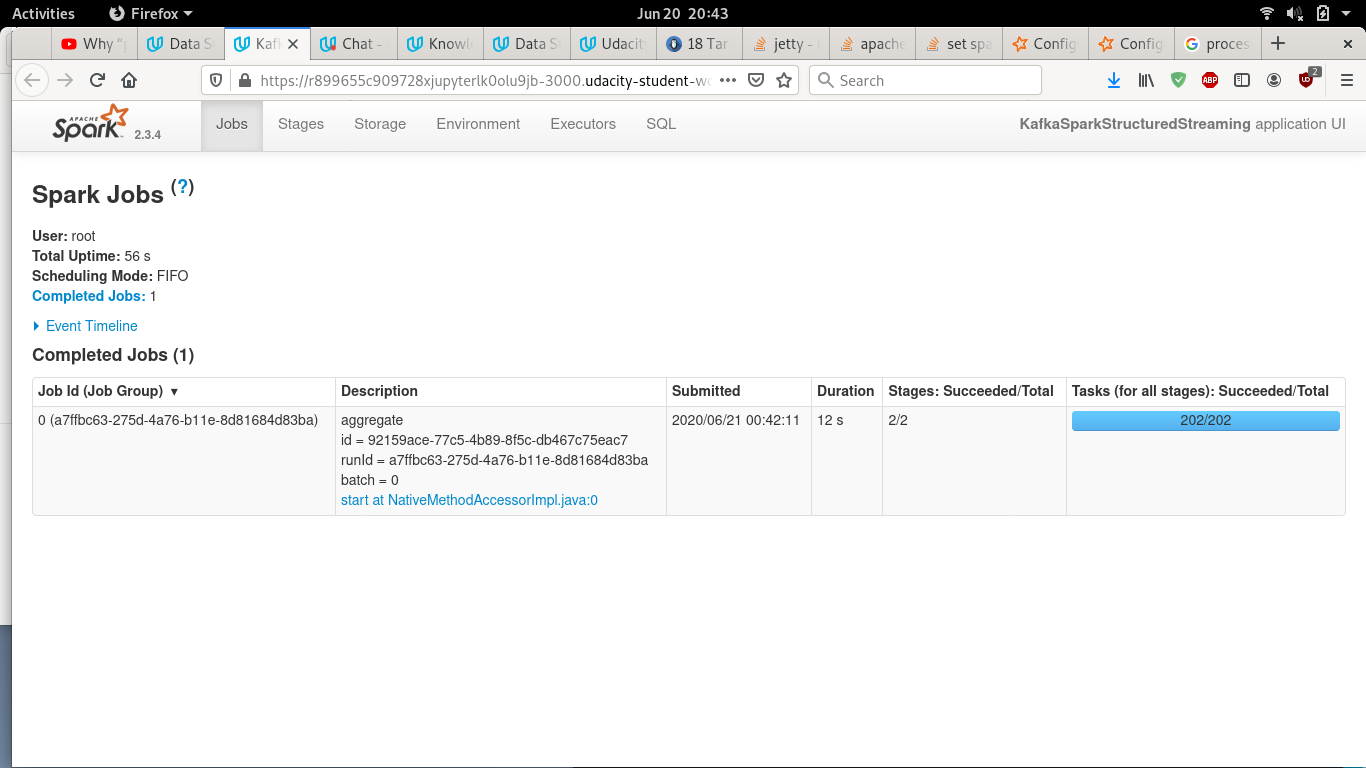 Activities Firefox Jun 20 20:43
Why "j Data S Kaf Chat - Knowl Data S Udacit 18 Tar jetty - apache set spa Config Config proces
https://r899655c909728xjupyterlk0olu9jb-3000.udacity-student-wo Search ABP 2
APACHE Spark 2.3.4 Jobs Stages Storage Environment Executors SQL KafkaSparkStructuredStreaming application UI
Spark Jobs (?)
User: root
Total Uptime: 56 s
Scheduling Mode: FIFO
Completed Jobs: 1
Event Timeline
Completed Jobs (1)
Job Id (Job Group) ▾ Description Submitted Duration Stages: Succeeded/Total Tasks (for all stages): Succeeded/Total
0 (a7ffbc63-275d-4a76-b11e-8d81684d83ba) aggregate 2020/06/21 00:42:11 12 s 2/2 202/202
id = 92159ace-77c5-4b89-8f5c-db467c75eac7
runId = a7ffbc63-275d-4a76-b11e-8d81684d83ba
batch = 0
start at NativeMethodAccessorImpl.java:0